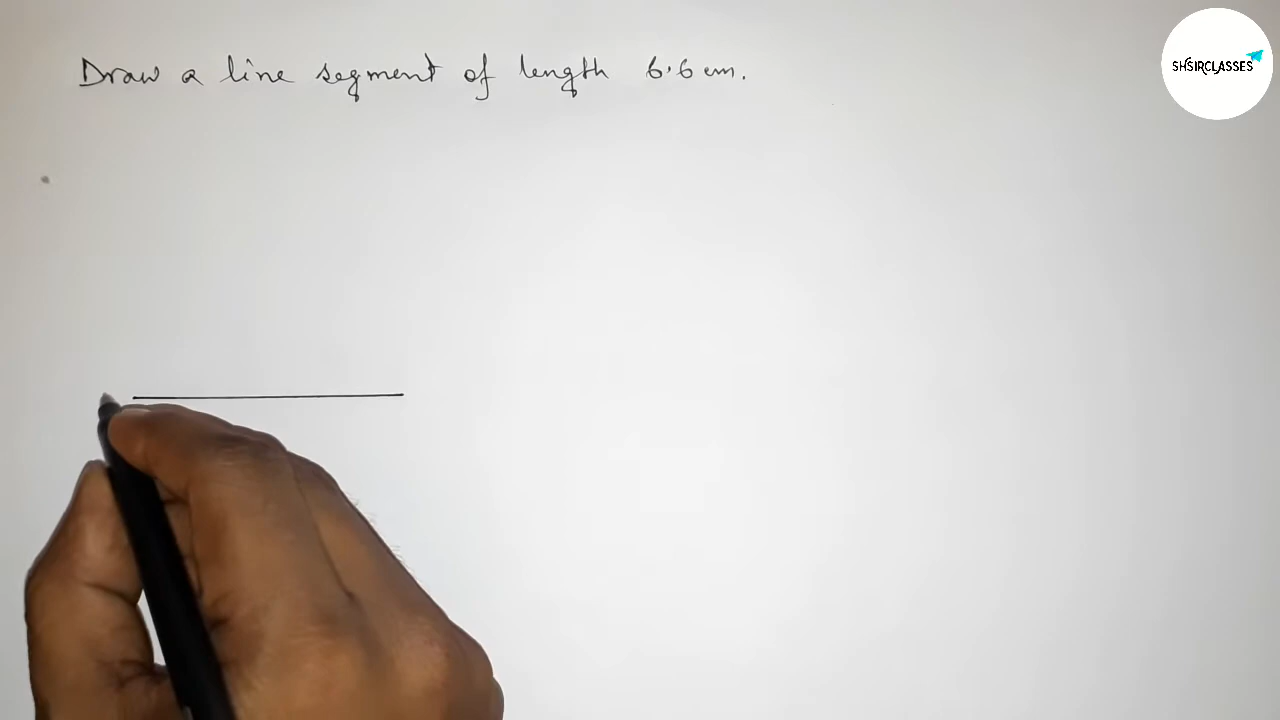 Draw a line segment of length 6.6 cm.
SHSIRCLASSES